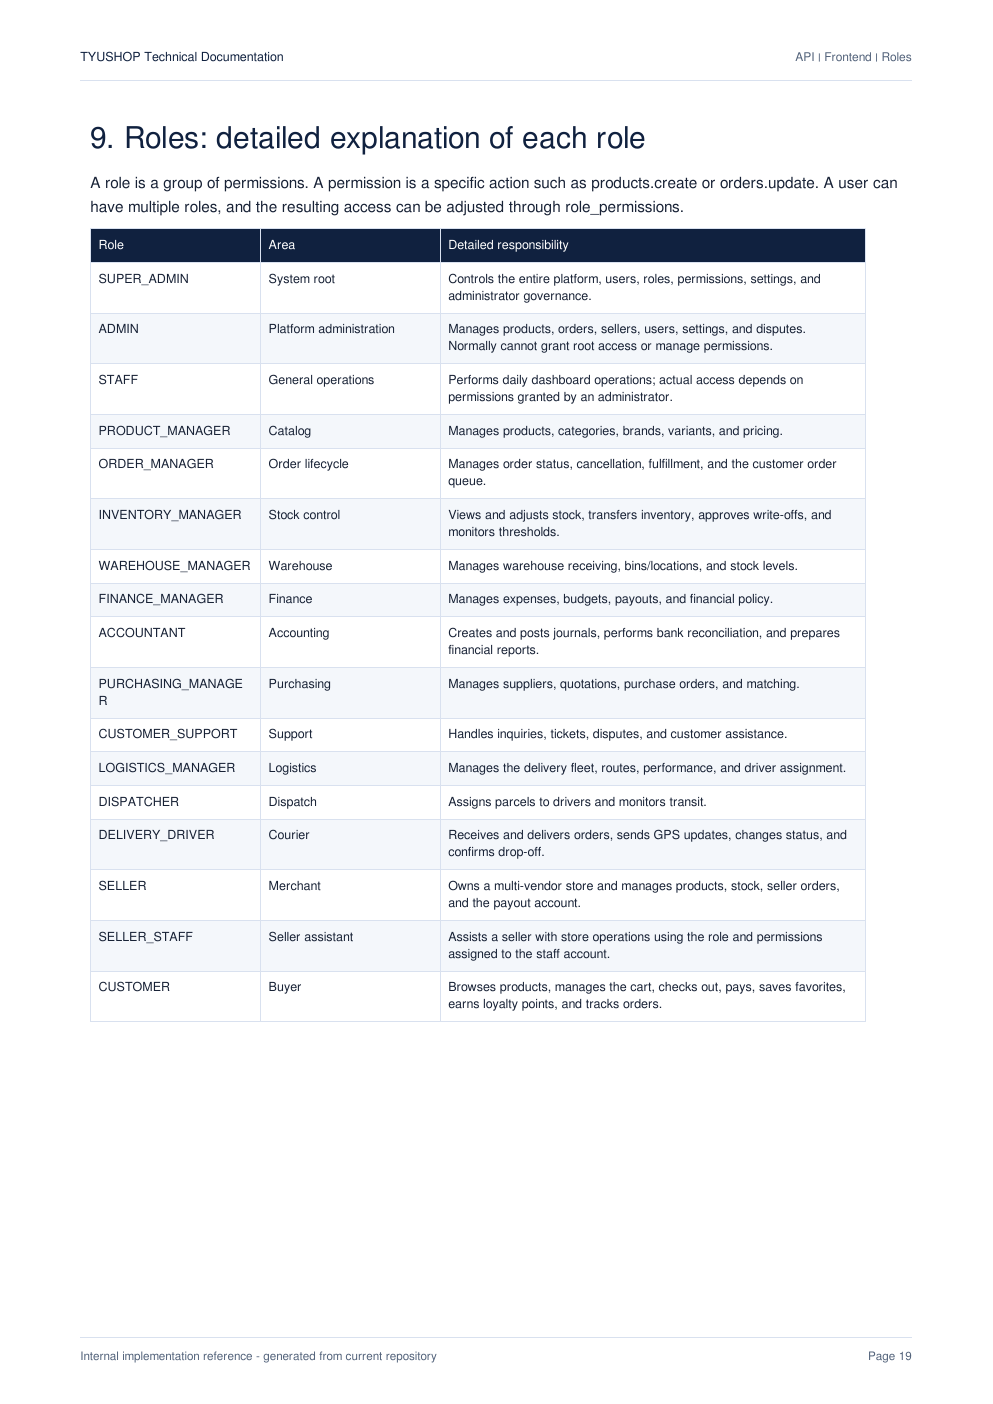 TYUSHOP Technical Documentation
API | Frontend | Roles
9. Roles: detailed explanation of each role
A role is a group of permissions. A permission is a specific action such as products.create or orders.update. A user can
have multiple roles, and the resulting access can be adjusted through role_permissions.
Role Area Detailed responsibility
SUPER_ADMIN System root Controls the entire platform, users, roles, permissions, settings, and
administrator governance.
ADMIN Platform administration Manages products, orders, sellers, users, settings, and disputes.
Normally cannot grant root access or manage permissions.
STAFF General operations Performs daily dashboard operations; actual access depends on
permissions granted by an administrator.
PRODUCT_MANAGER Catalog Manages products, categories, brands, variants, and pricing.
ORDER_MANAGER Order lifecycle Manages order status, cancellation, fulfillment, and the customer order
queue.
INVENTORY_MANAGER Stock control Views and adjusts stock, transfers inventory, approves write-offs, and
monitors thresholds.
WAREHOUSE_MANAGER Warehouse Manages warehouse receiving, bins/locations, and stock levels.
FINANCE_MANAGER Finance Manages expenses, budgets, payouts, and financial policy.
ACCOUNTANT Accounting Creates and posts journals, performs bank reconciliation, and prepares
financial reports.
PURCHASING_MANAGE Purchasing Manages suppliers, quotations, purchase orders, and matching.
R
CUSTOMER_SUPPORT Support Handles inquiries, tickets, disputes, and customer assistance.
LOGISTICS_MANAGER Logistics Manages the delivery fleet, routes, performance, and driver assignment.
DISPATCHER Dispatch Assigns parcels to drivers and monitors transit.
DELIVERY_DRIVER Courier Receives and delivers orders, sends GPS updates, changes status, and
confirms drop-off.
SELLER Merchant Owns a multi-vendor store and manages products, stock, seller orders,
and the payout account.
SELLER_STAFF Seller assistant Assists a seller with store operations using the role and permissions
assigned to the staff account.
CUSTOMER Buyer Browses products, manages the cart, checks out, pays, saves favorites,
earns loyalty points, and tracks orders.
Internal implementation reference - generated from current repository
Page 19